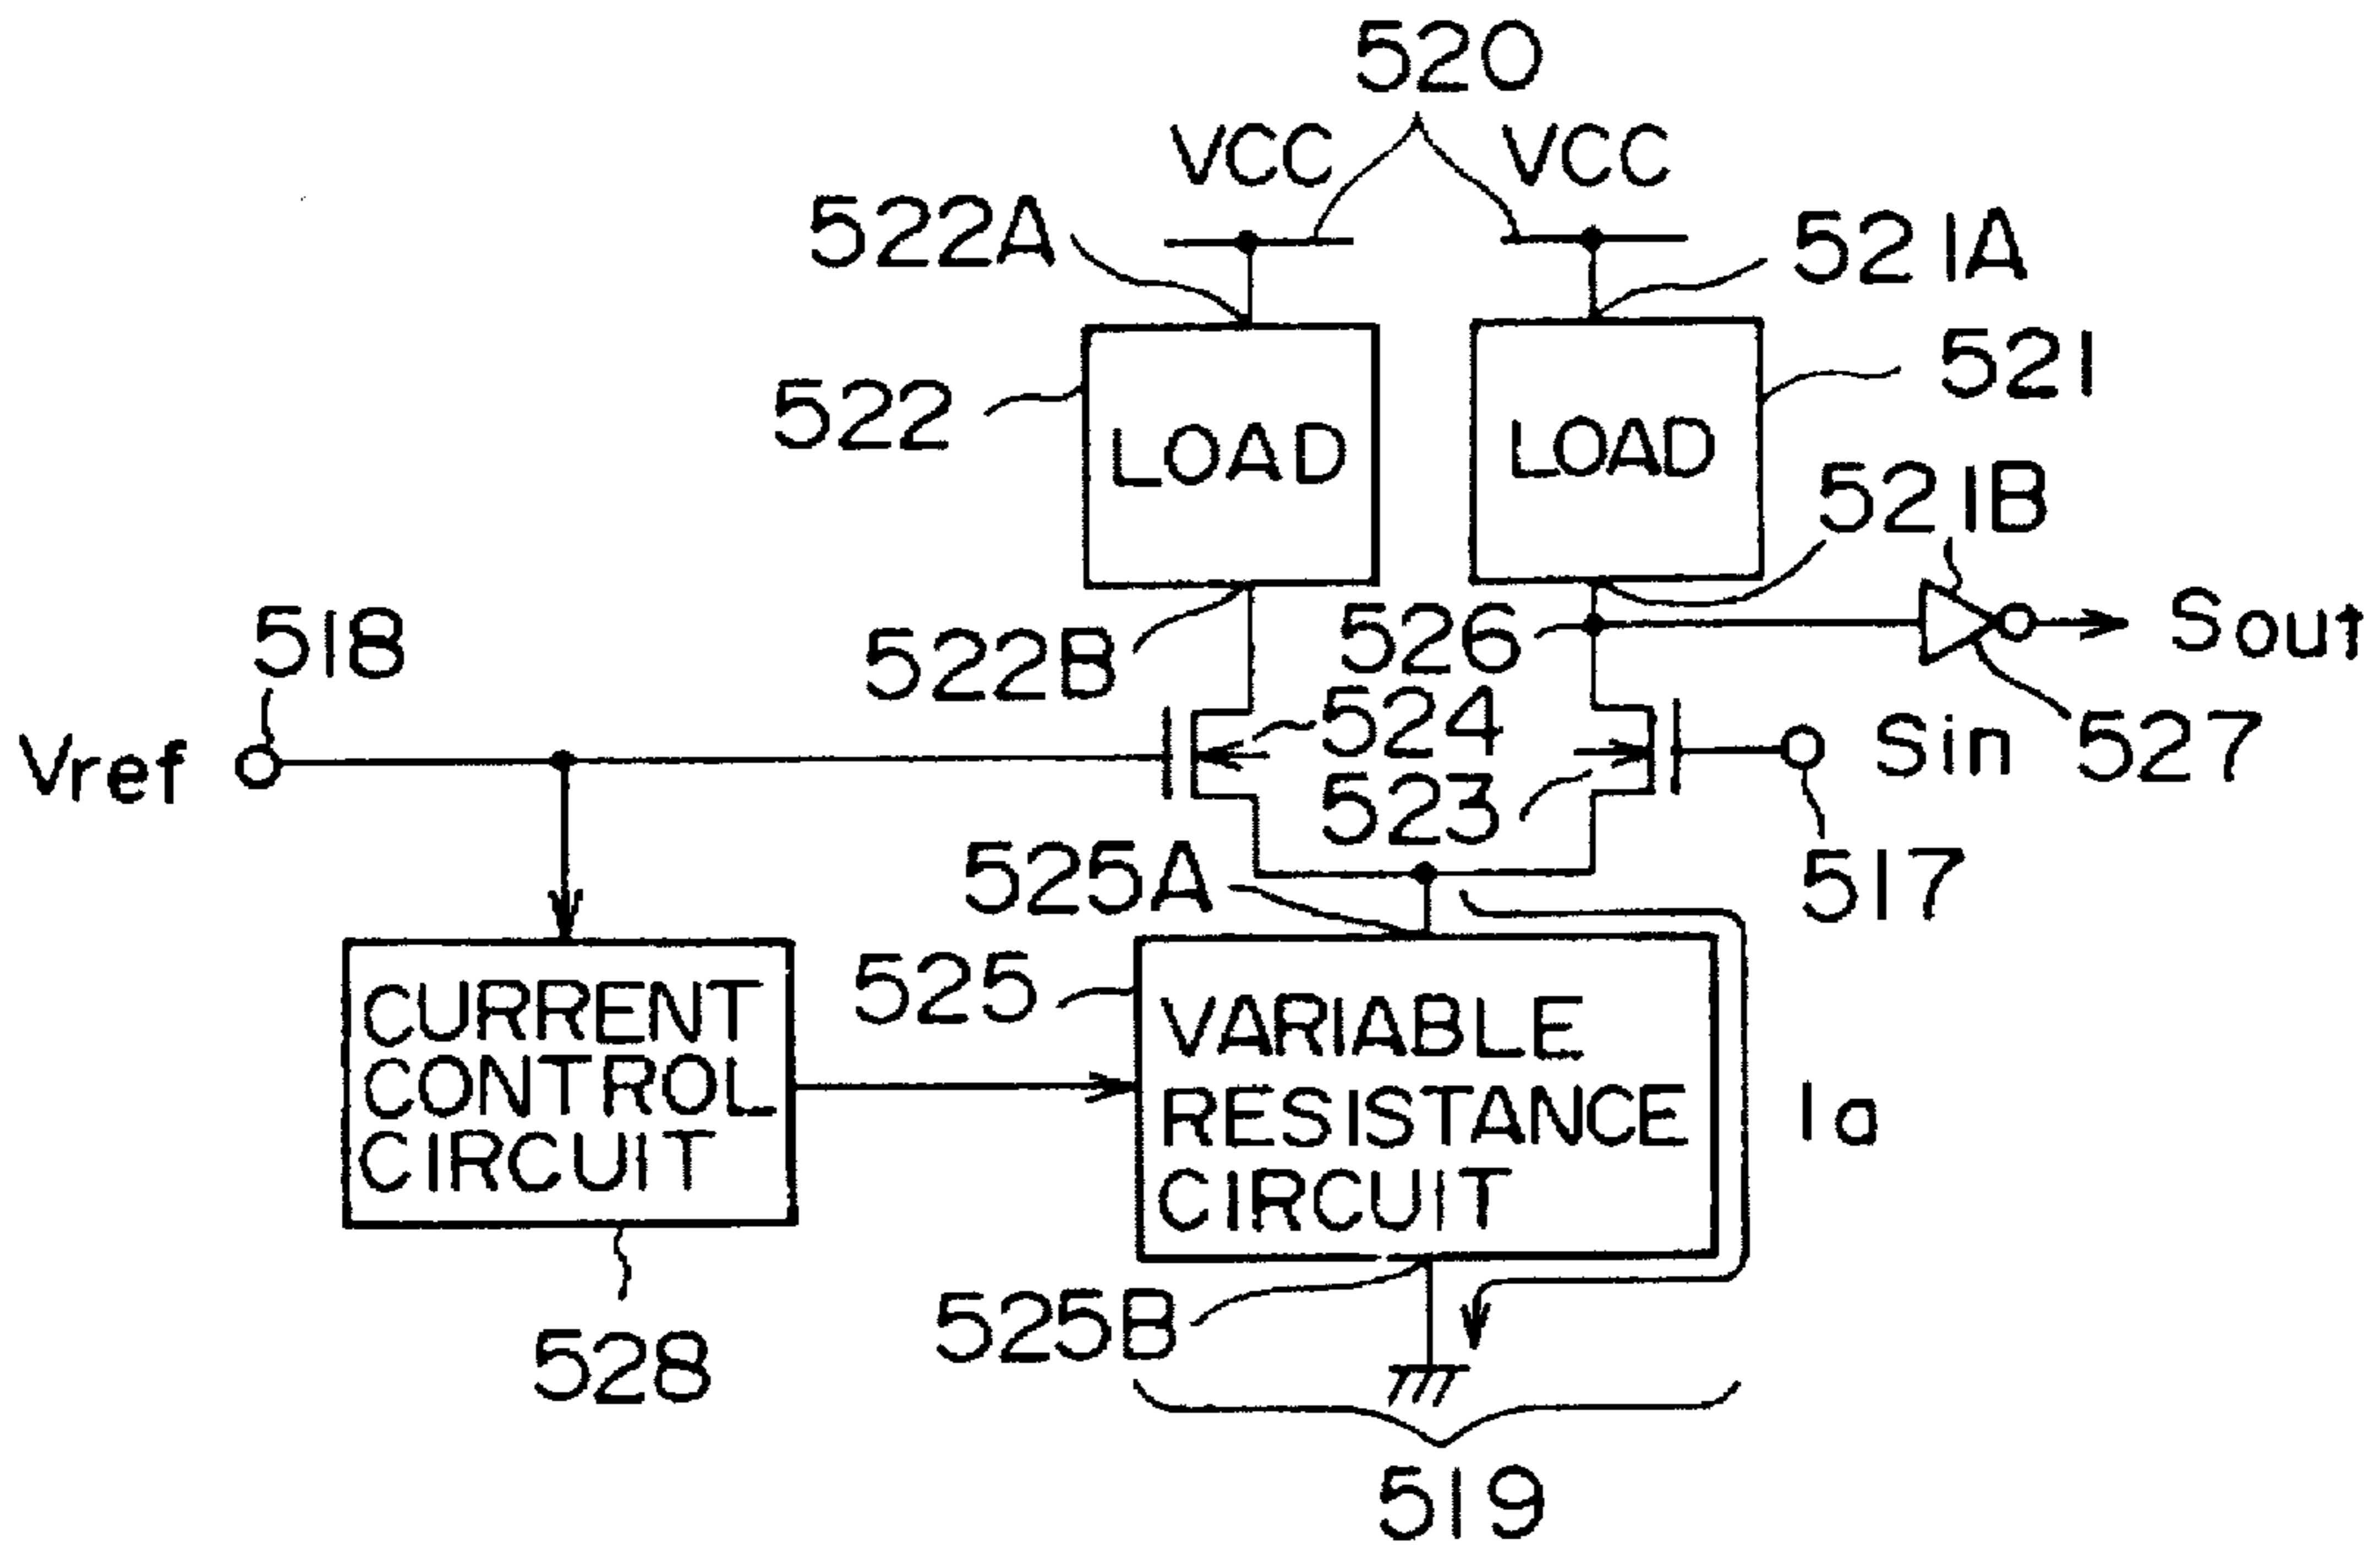 520
VCC VCC
522A
521A
522
LOAD
LOAD
521
521B
518
522B
526
Sout
Vref
524
Sin
527
523
525A
517
525
CURRENT
CONTROL
CIRCUIT
VARIABLE
RESISTANCE
CIRCUIT
Ia
528
525B
519